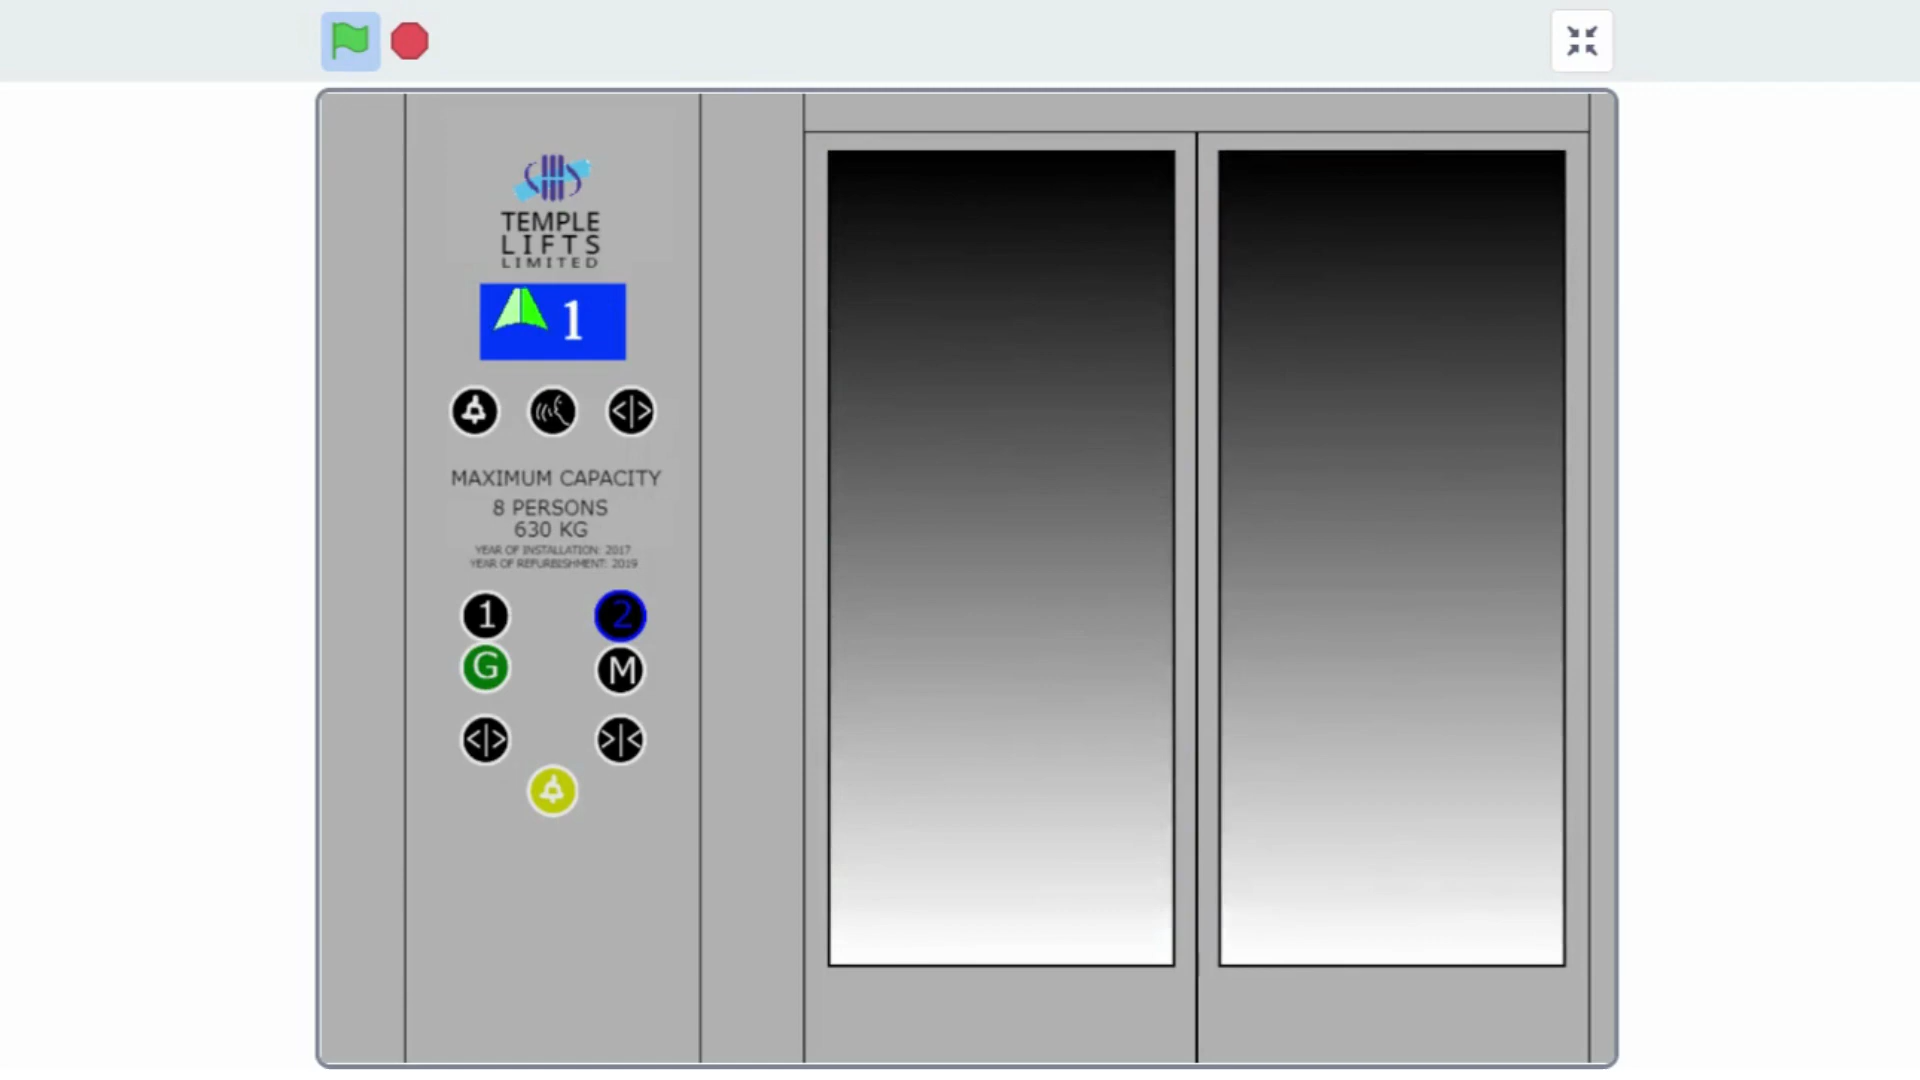 TEMPLE
LIFTS
LIMITED
1
MAXIMUM CAPACITY
8 PERSONS
630 KG
YEAR OF INSTALLATION: 2017
YEAR OF REFURBISHMENT: 2019
1 2
G M
<|> >|<